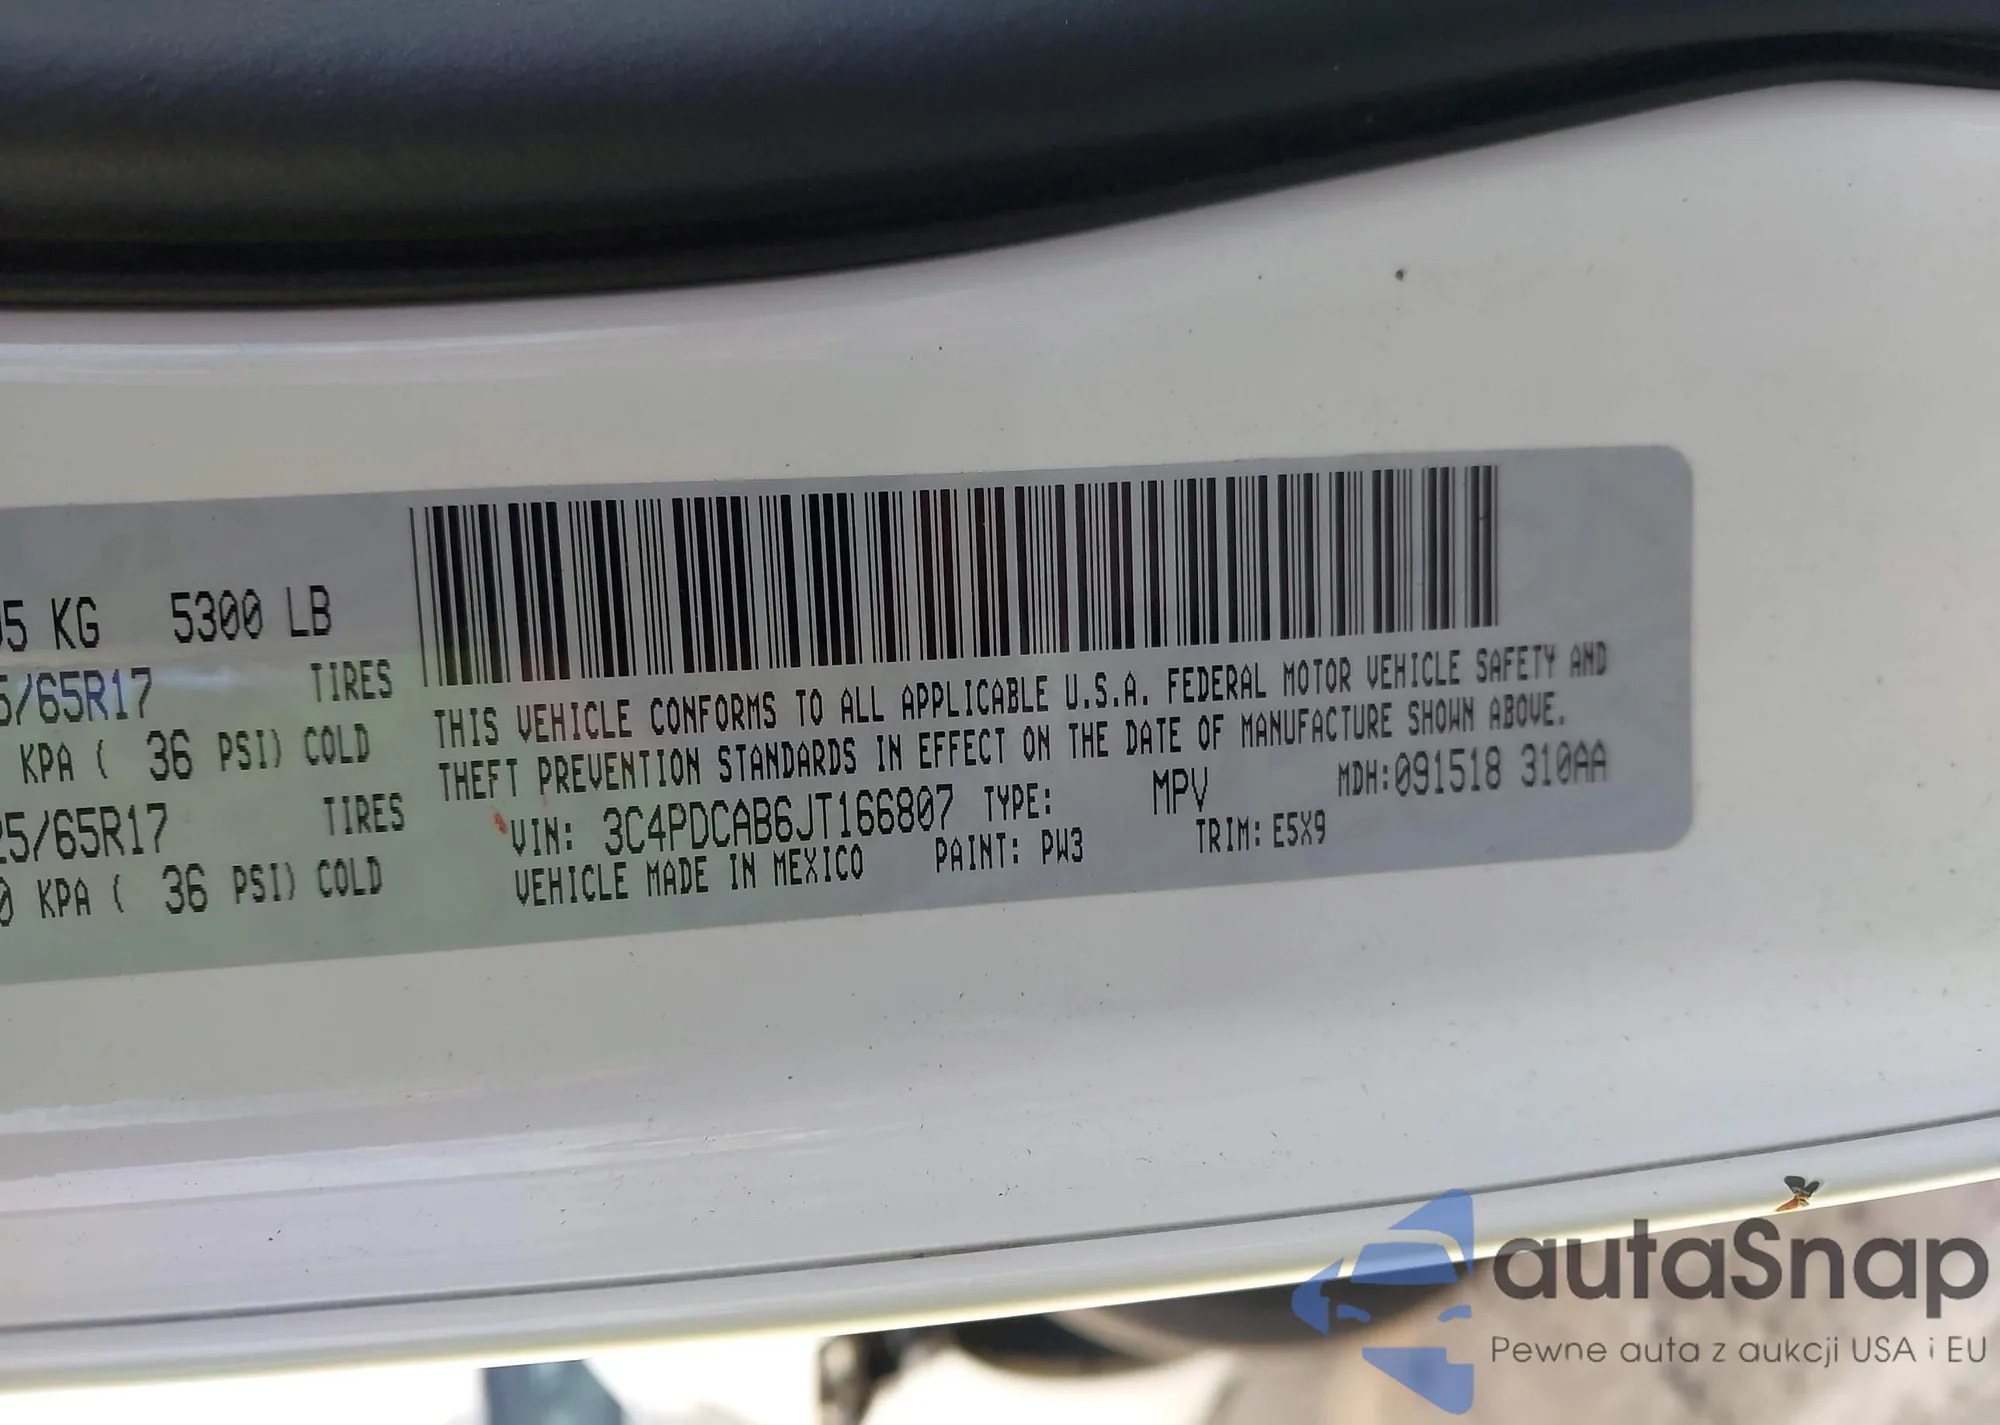 5 KG 5300 LB
5/65R17 TIRES
KPA ( 36 PSI) COLD
25/65R17 TIRES
0 KPA ( 36 PSI) COLD
THIS VEHICLE CONFORMS TO ALL APPLICABLE U.S.A. FEDERAL MOTOR VEHICLE SAFETY AND
THEFT PREVENTION STANDARDS IN EFFECT ON THE DATE OF MANUFACTURE SHOWN ABOVE.
VIN: 3C4PDCAB6JT166807 TYPE: MPV MDH:091518 310AA
VEHICLE MADE IN MEXICO PAINT: PW3 TRIM: E5X9
autaSnap
Pewne auta z aukcji USA i EU